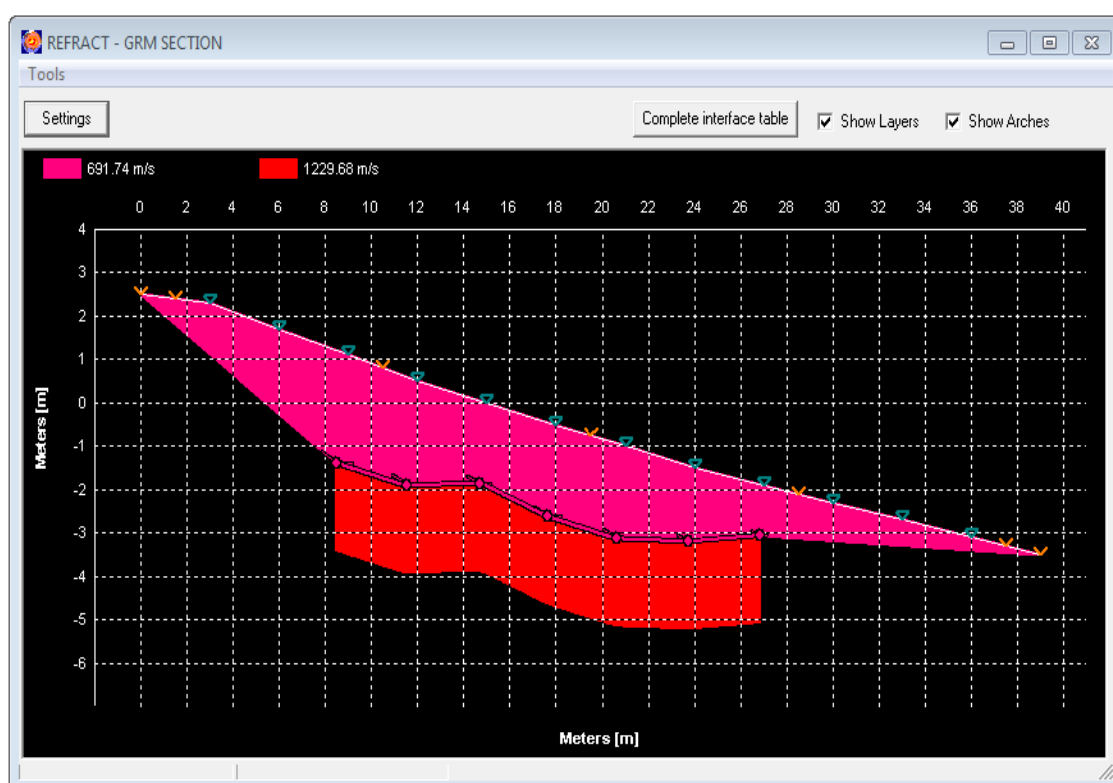 REFRACT - GRM SECTION
Tools
Settings
Complete interface table
Show Layers
Show Arches
691.74 m/s
1229.68 m/s
0 2 4 6 8 10 12 14 16 18 20 22 24 26 28 30 32 34 36 38 40
4
3
2
1
0
-1
-2
-3
-4
-5
-6
Meters [m]
Meters [m]